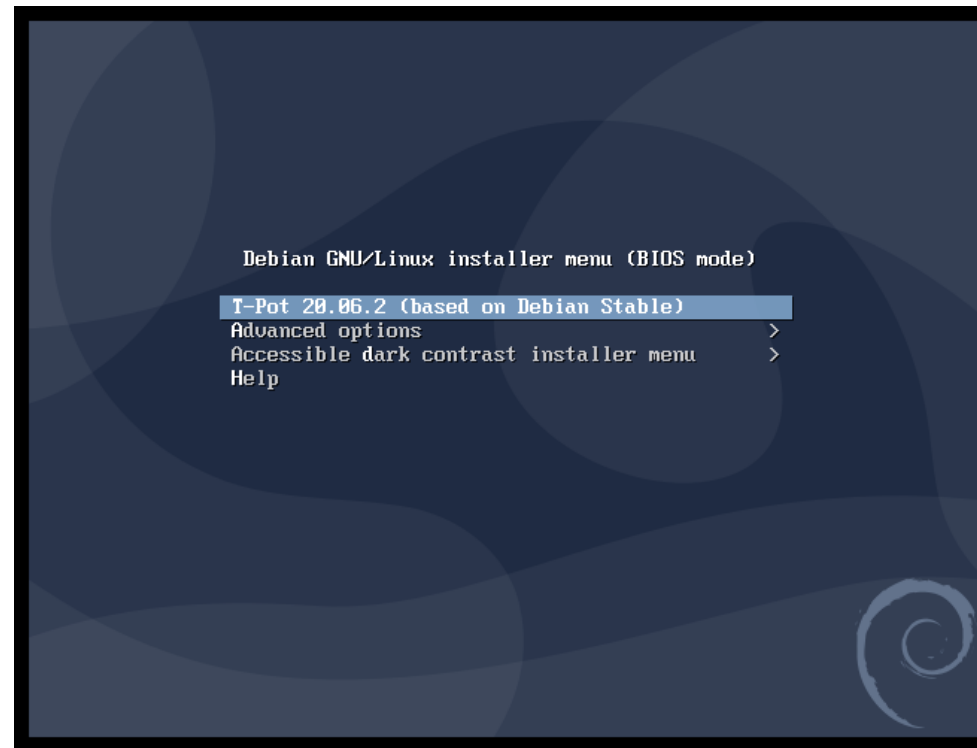 Debian GNU/Linux installer menu (BIOS mode)
T-Pot 20.06.2 (based on Debian Stable)
Advanced options >
Accessible dark contrast installer menu >
Help